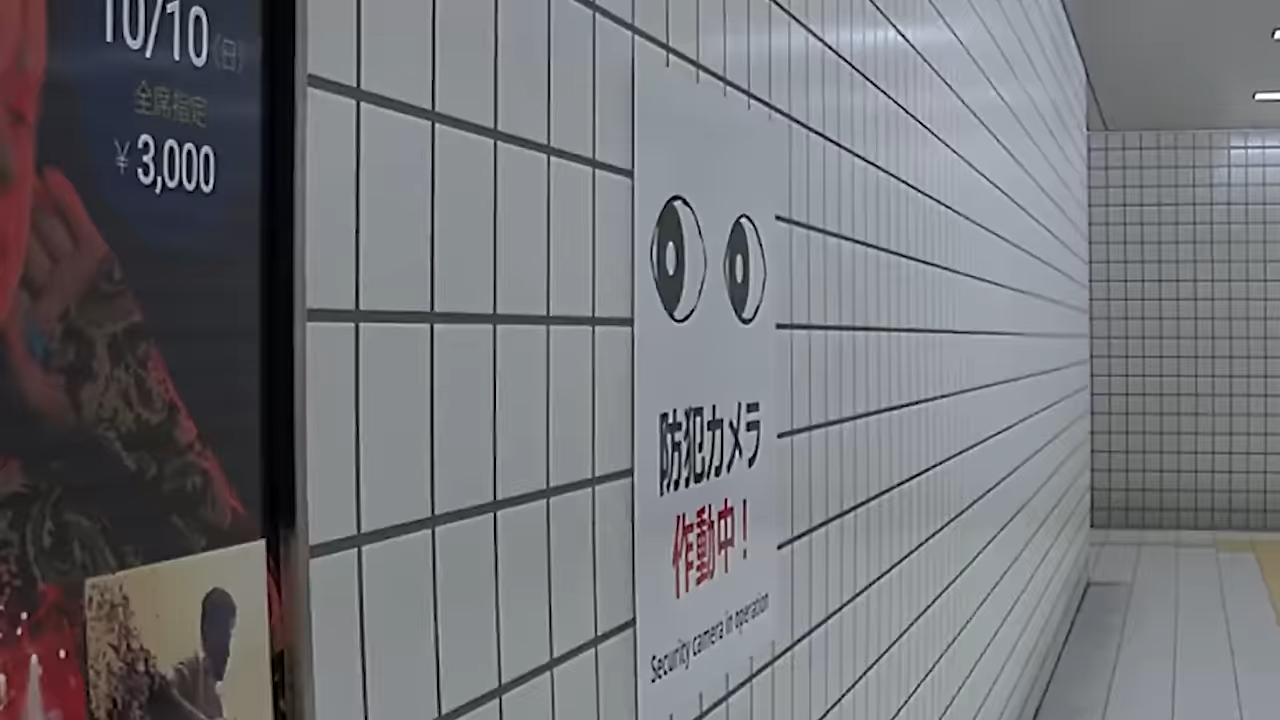 10/10(日)
全席指定
¥3,000
防犯カメラ
作動中!
Security camera in operation